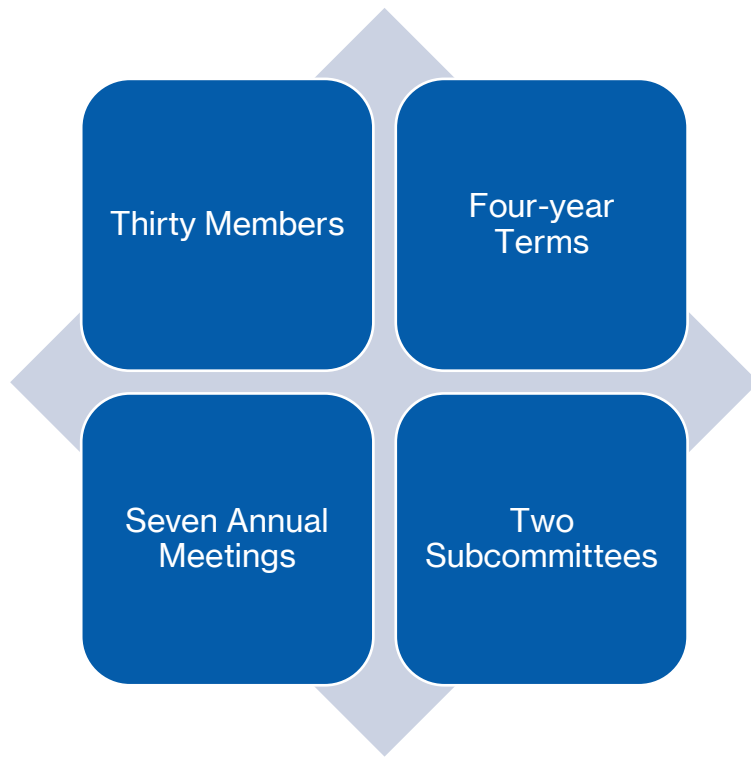 Thirty Members
Four-year
Terms
Seven Annual
Meetings
Two
Subcommittees